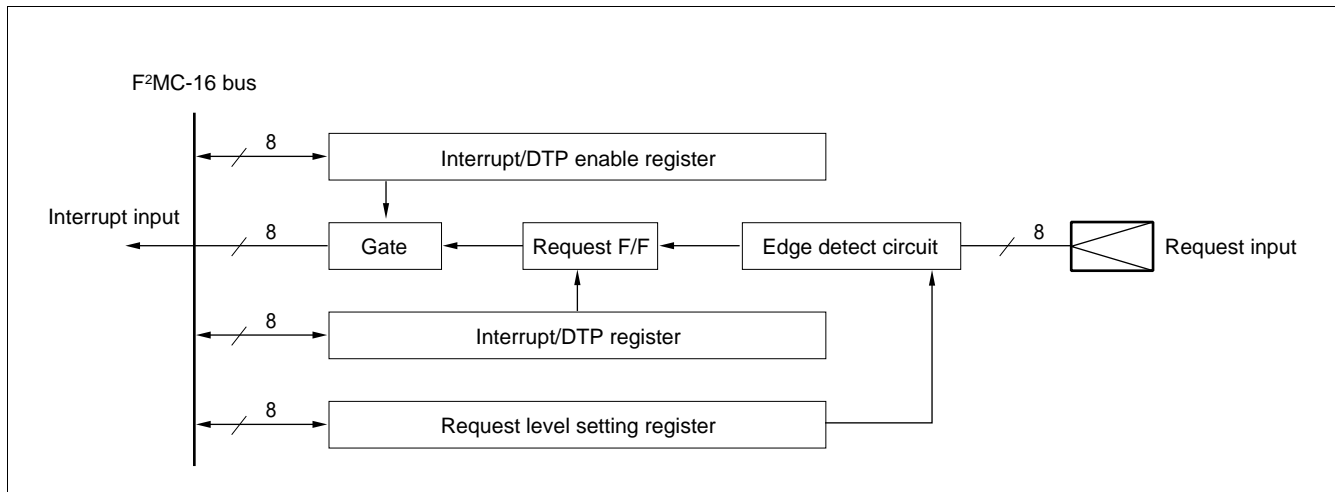 F²MC-16 bus
8
Interrupt/DTP enable register
Interrupt input
8
Gate
Request F/F
Edge detect circuit
8
Request input
8
Interrupt/DTP register
8
Request level setting register